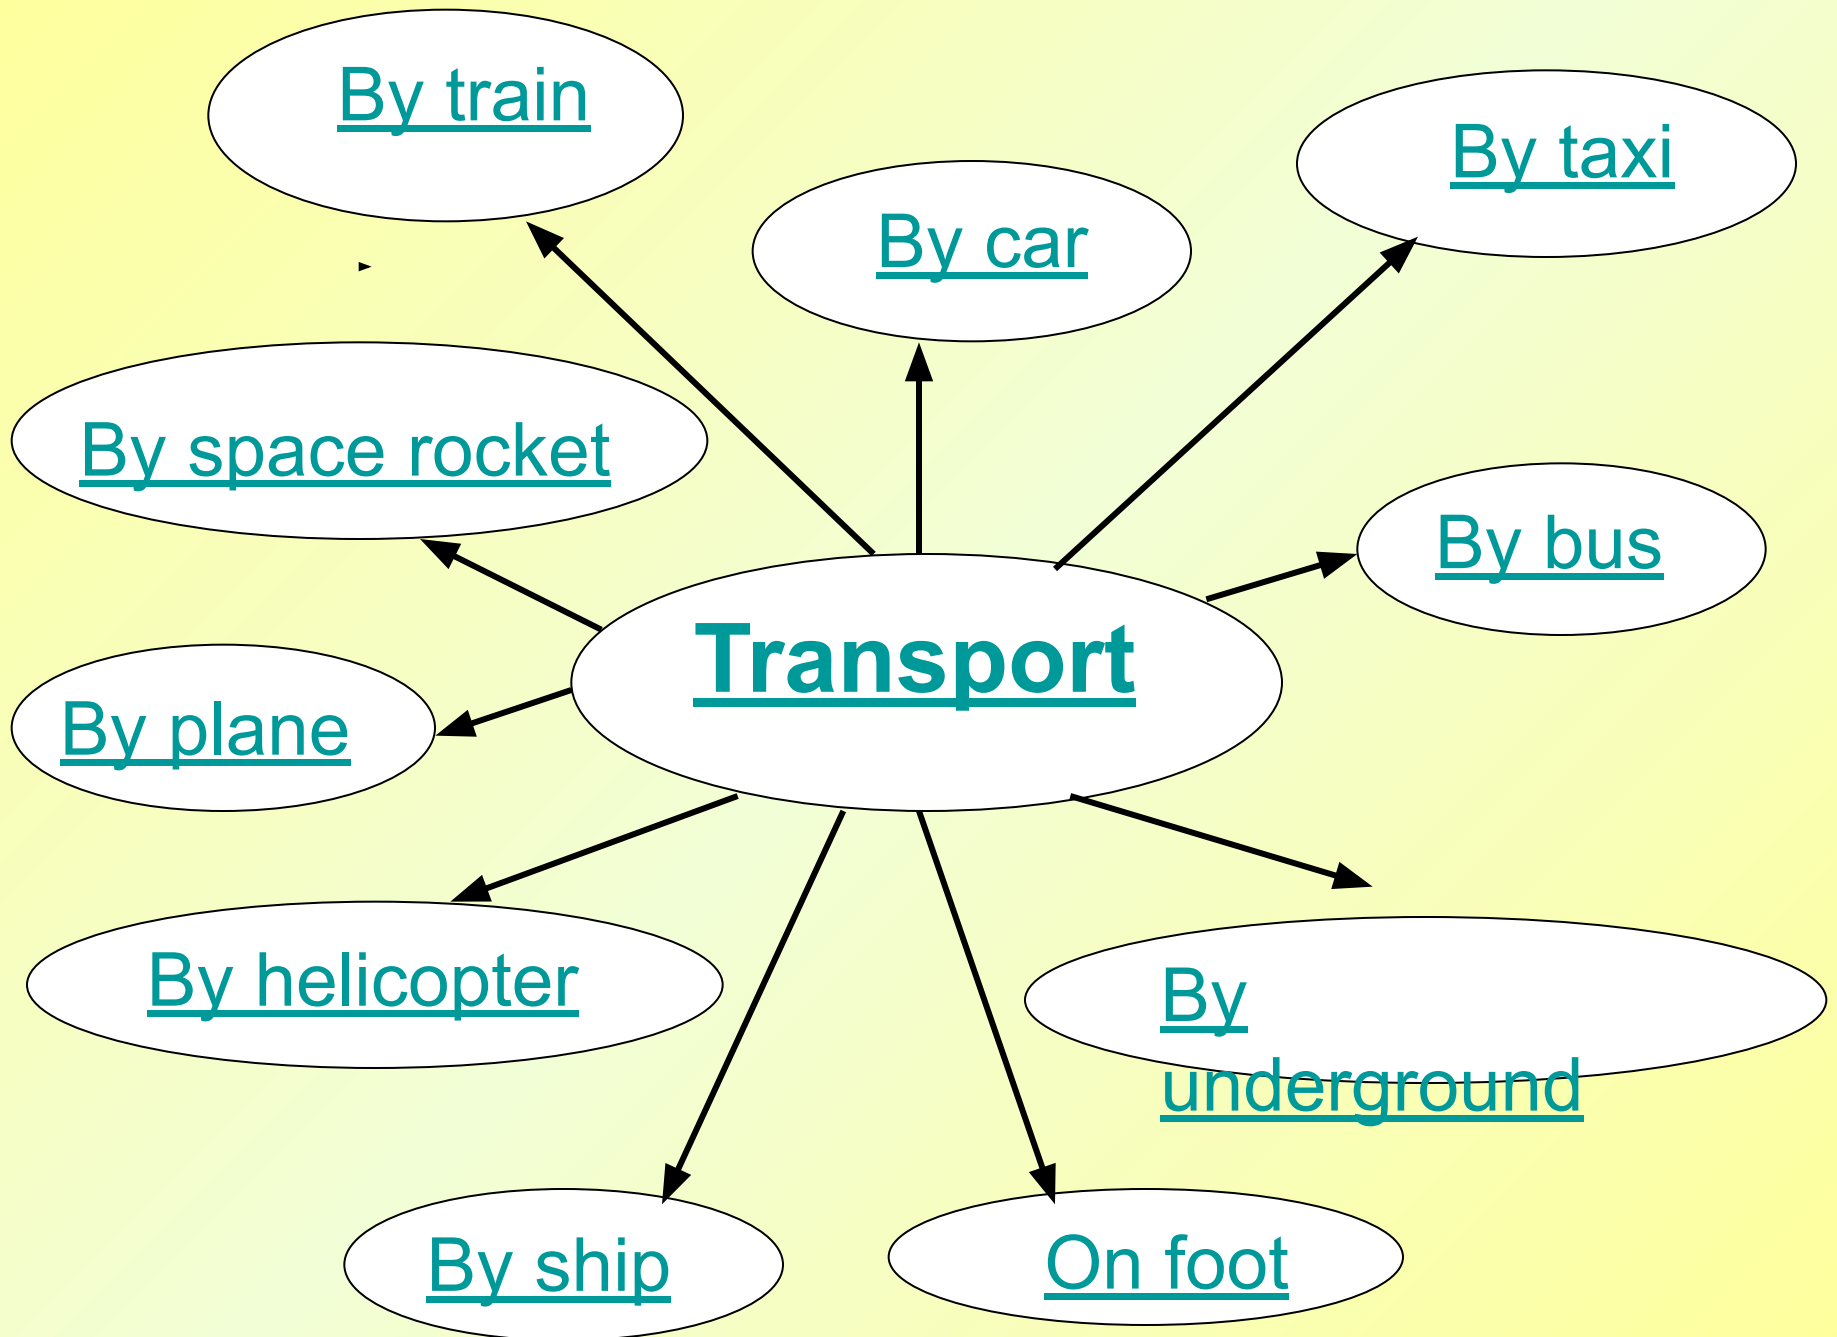 By train
By taxi
By car
By space rocket
By bus
Transport
By plane
By helicopter
By
underground
By ship
On foot